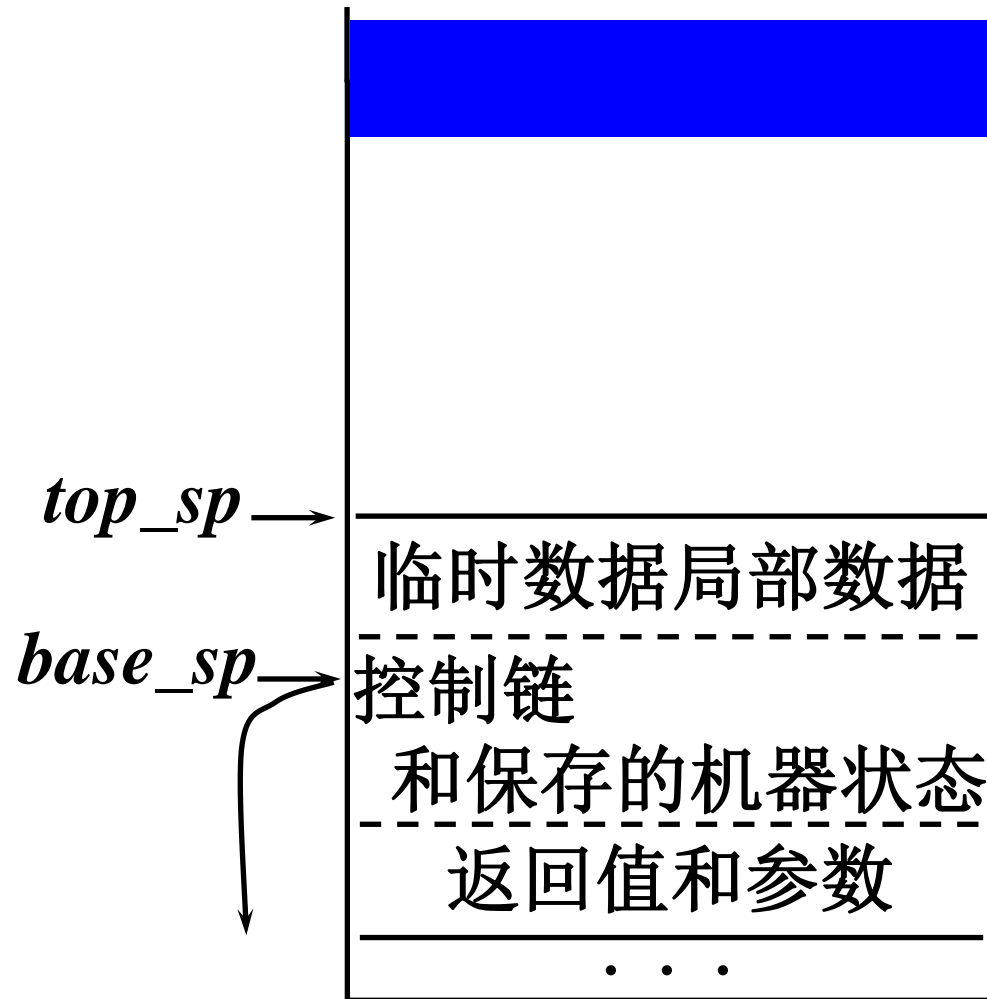 top_sp
临时数据局部数据
base_sp
控制链
和保存的机器状态
返回值和参数
. . .